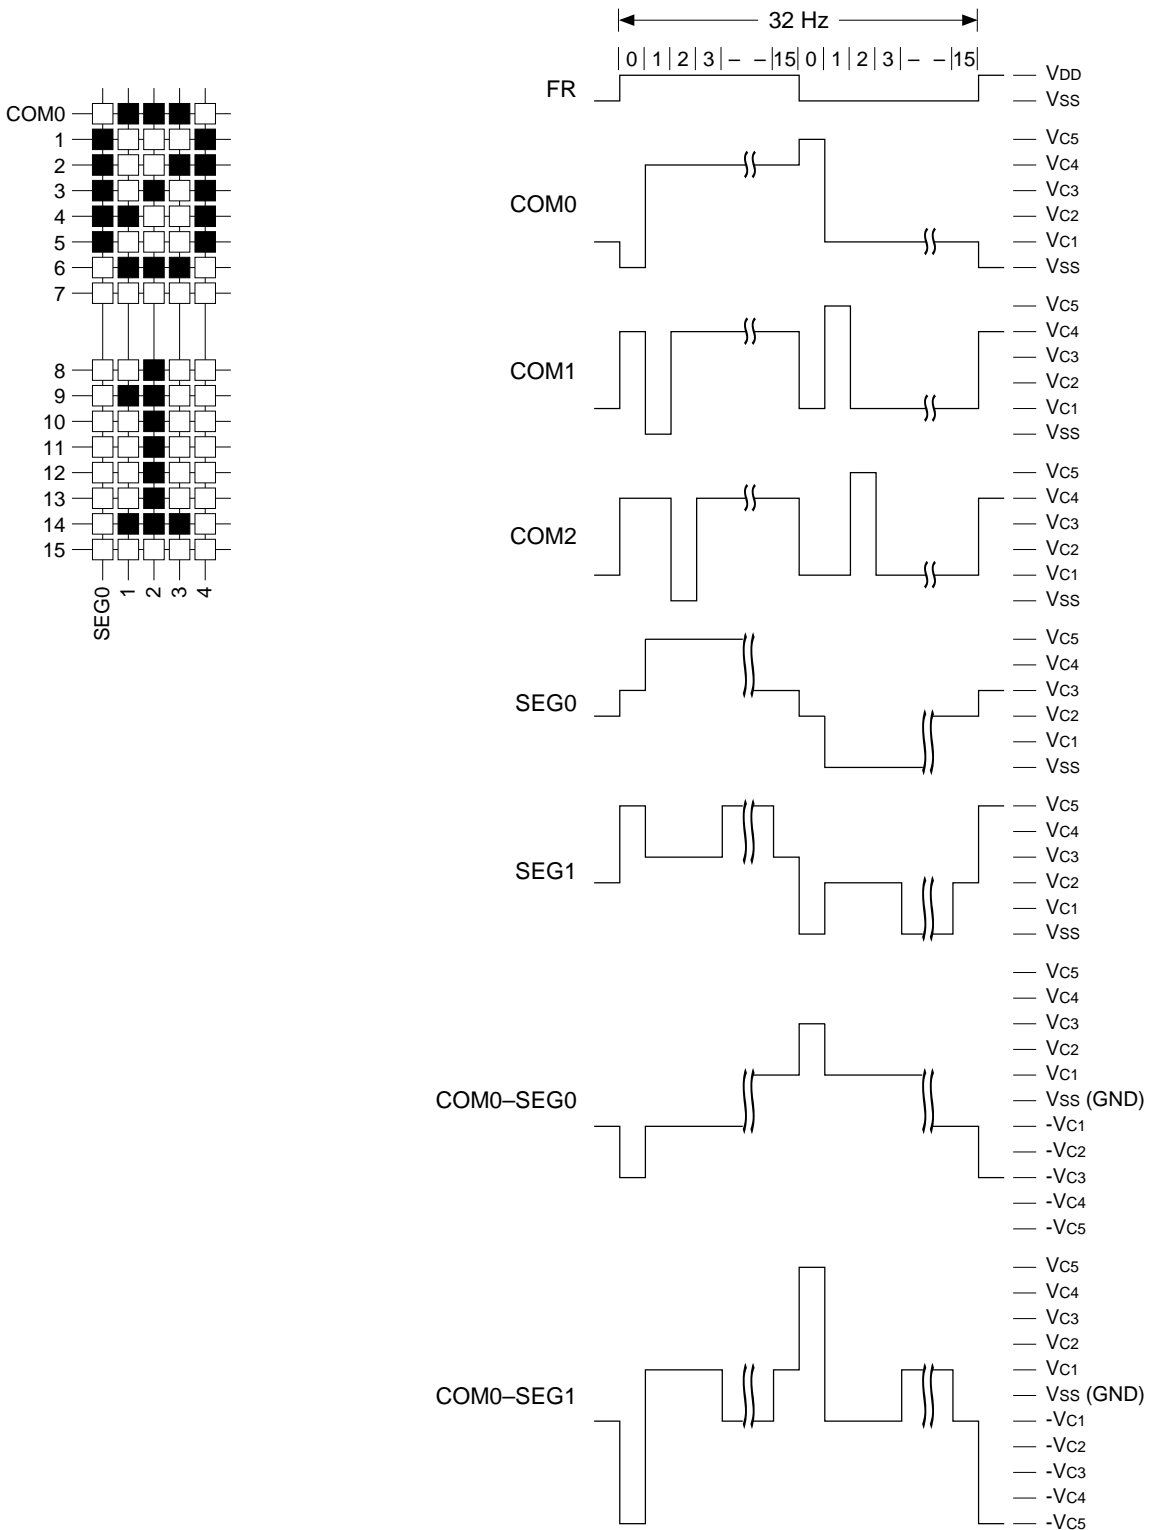 32 Hz
0 1 2 3 – – 15 0 1 2 3 – – 15
FR
VDD
VSS
COM0
1
2
3
4
5
6
7
8
9
10
11
12
13
14
15
SEG0 1 2 3 4
COM0
VC5
VC4
VC3
VC2
VC1
VSS
COM1
VC5
VC4
VC3
VC2
VC1
VSS
COM2
VC5
VC4
VC3
VC2
VC1
VSS
SEG0
VC5
VC4
VC3
VC2
VC1
VSS
SEG1
VC5
VC4
VC3
VC2
VC1
VSS
COM0–SEG0
VC5
VC4
VC3
VC2
VC1
VSS (GND)
-VC1
-VC2
-VC3
-VC4
-VC5
COM0–SEG1
VC5
VC4
VC3
VC2
VC1
VSS (GND)
-VC1
-VC2
-VC3
-VC4
-VC5